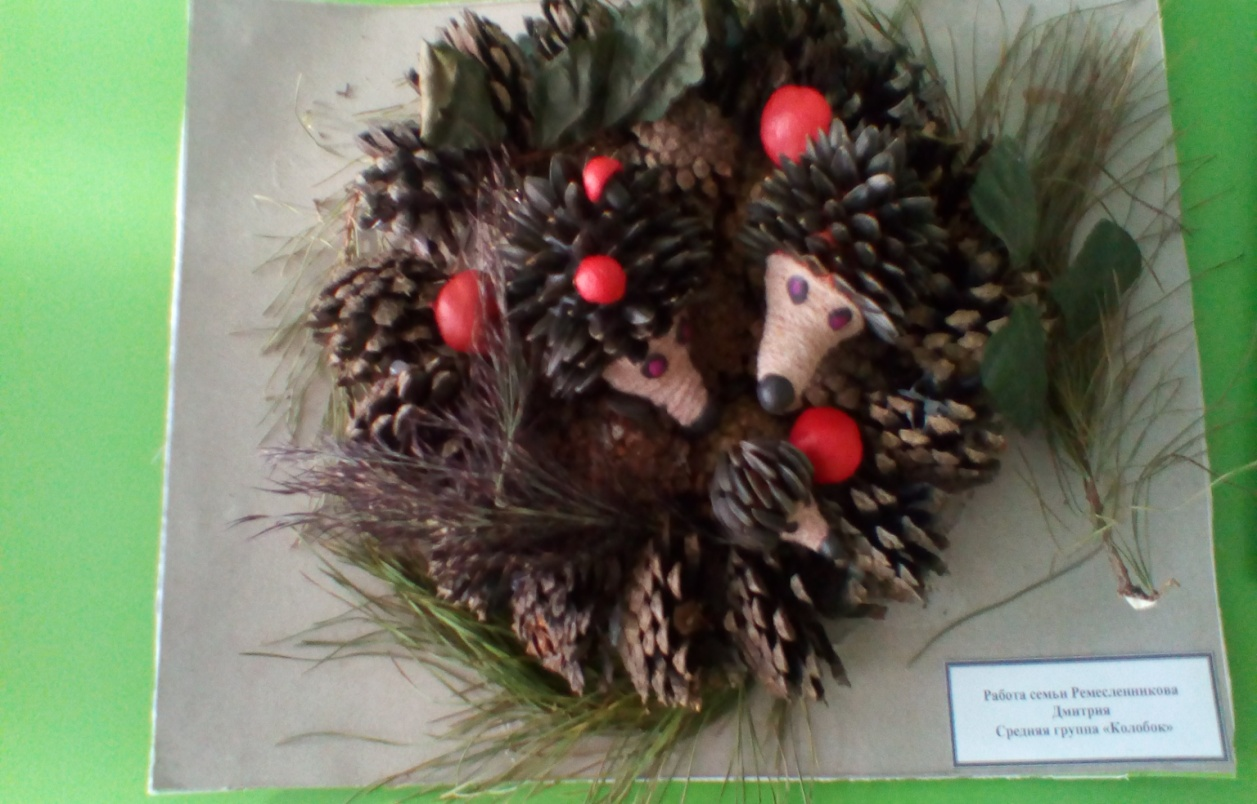 Работа семьи Ремесленникова
Дмитрия
Средняя группа «Колобок»